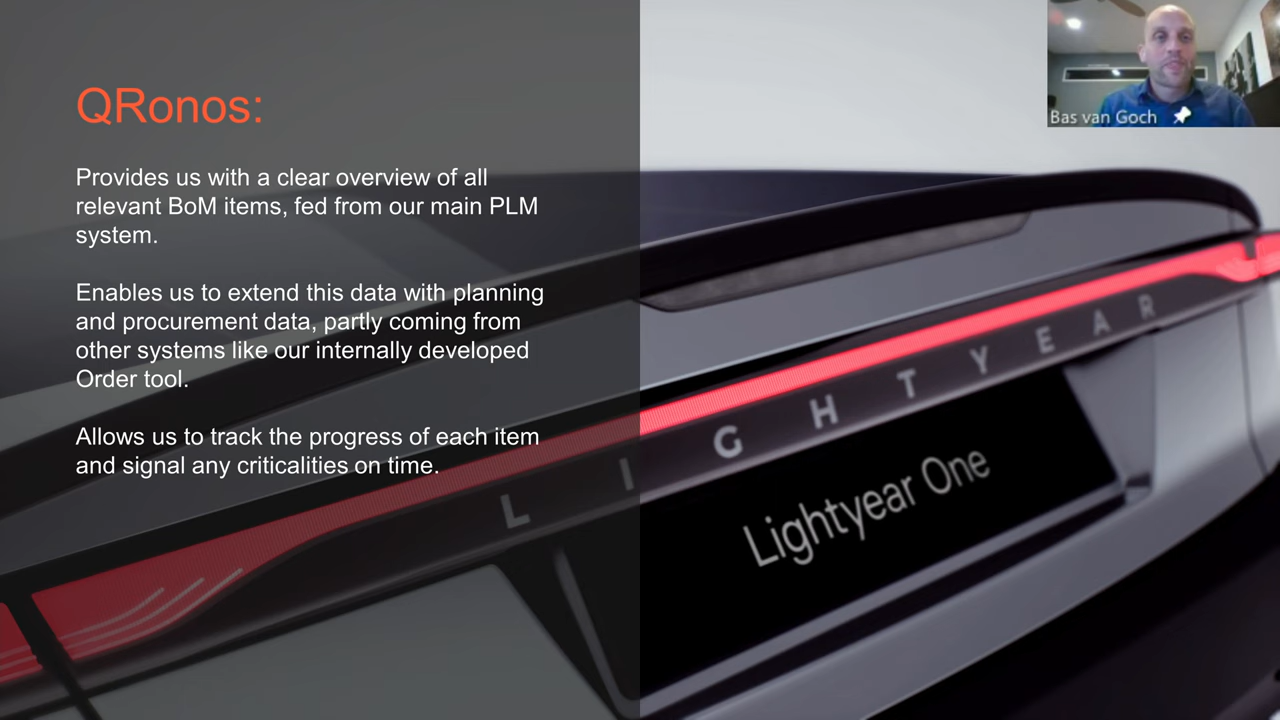 QRonos:
Provides us with a clear overview of all
relevant BoM items, fed from our main PLM
system.
Enables us to extend this data with planning
and procurement data, partly coming from
other systems like our internally developed
Order tool.
Allows us to track the progress of each item
and signal any criticalities on time.
Bas van Goch
LIGHTYEAR
Lightyear One